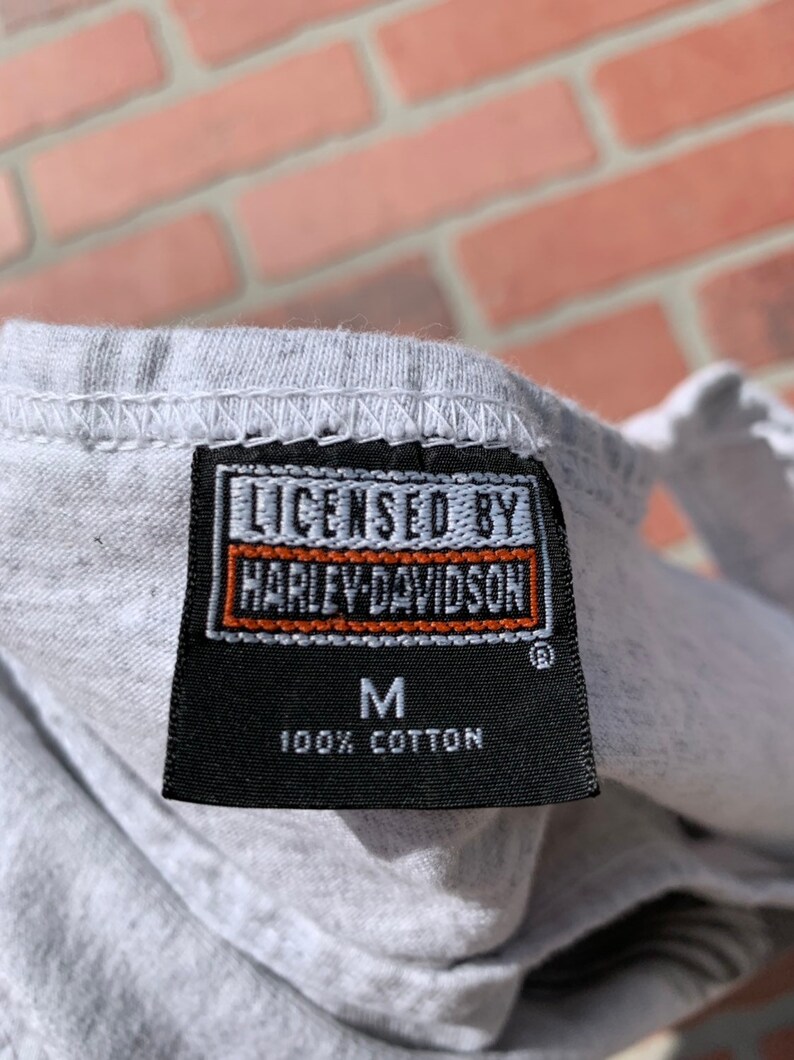 LICENSED BY
HARLEY-DAVIDSON
®
M
100% COTTON